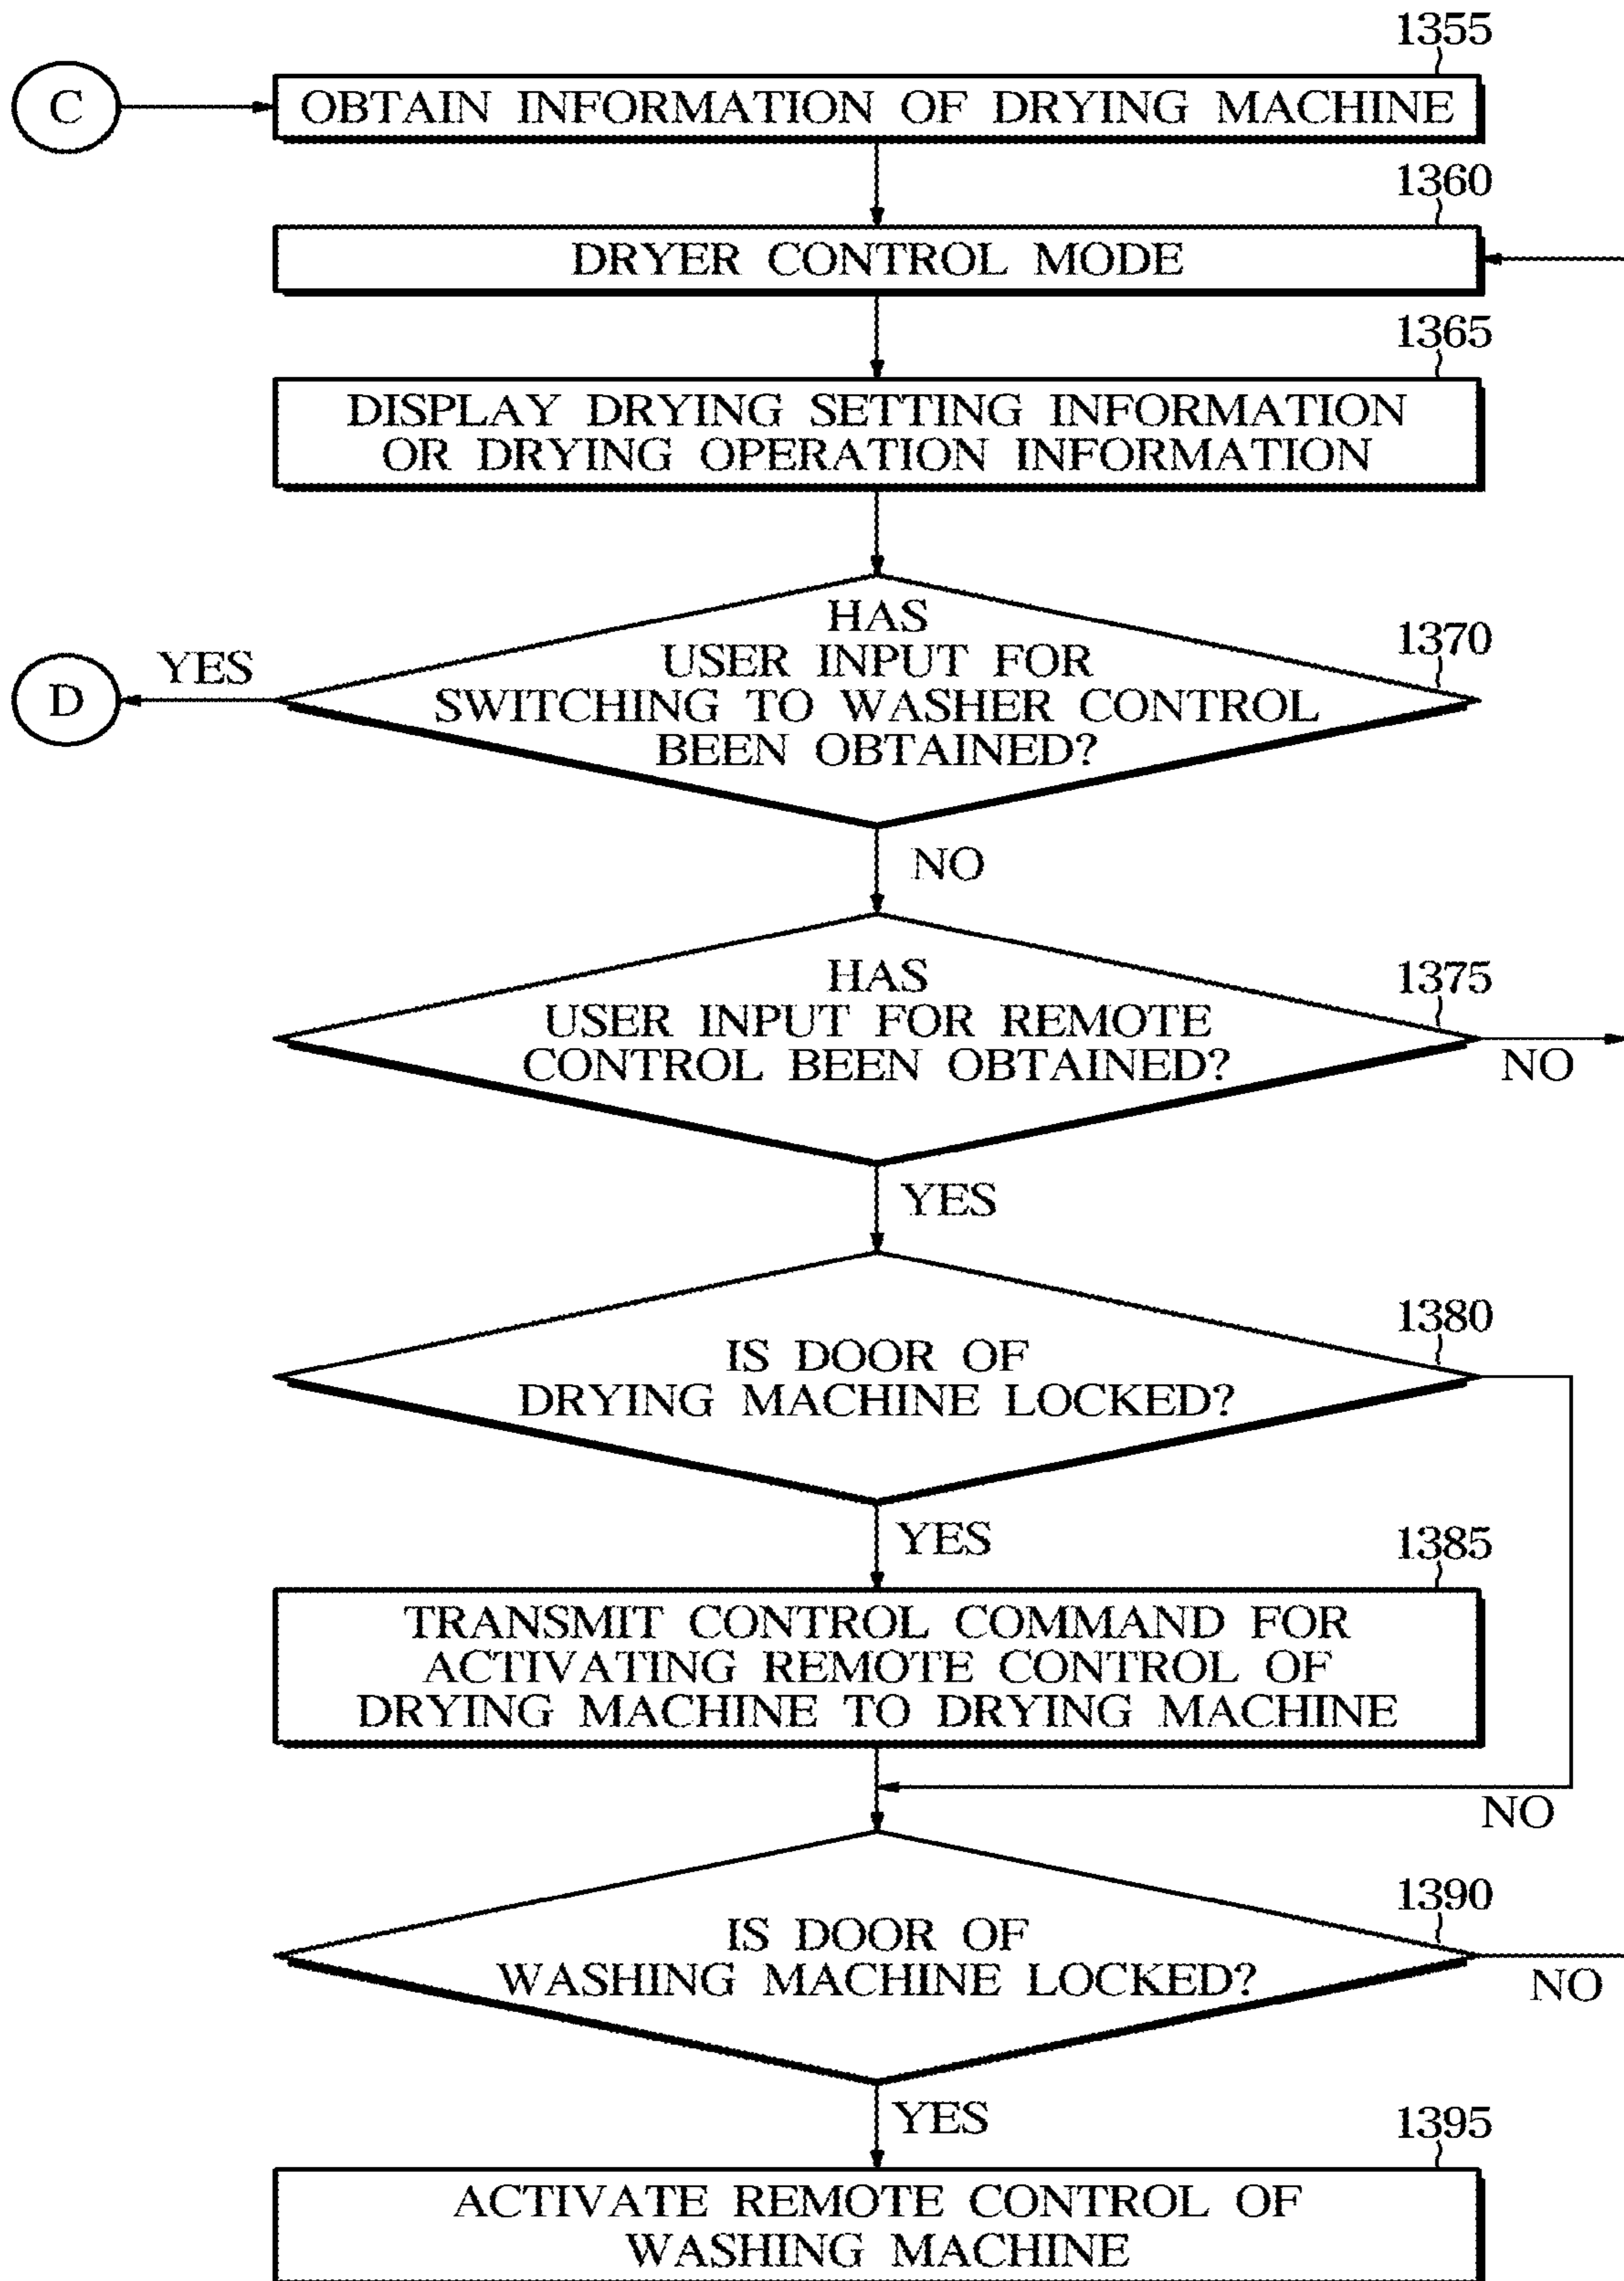 1355
C
OBTAIN INFORMATION OF DRYING MACHINE
1360
DRYER CONTROL MODE
1365
DISPLAY DRYING SETTING INFORMATION
OR DRYING OPERATION INFORMATION
HAS
USER INPUT FOR
SWITCHING TO WASHER CONTROL
BEEN OBTAINED?
1370
YES
D
NO
HAS
USER INPUT FOR REMOTE
CONTROL BEEN OBTAINED?
1375
NO
YES
IS DOOR OF
DRYING MACHINE LOCKED?
1380
YES
1385
TRANSMIT CONTROL COMMAND FOR
ACTIVATING REMOTE CONTROL OF
DRYING MACHINE TO DRYING MACHINE
NO
IS DOOR OF
WASHING MACHINE LOCKED?
1390
NO
YES
1395
ACTIVATE REMOTE CONTROL OF
WASHING MACHINE